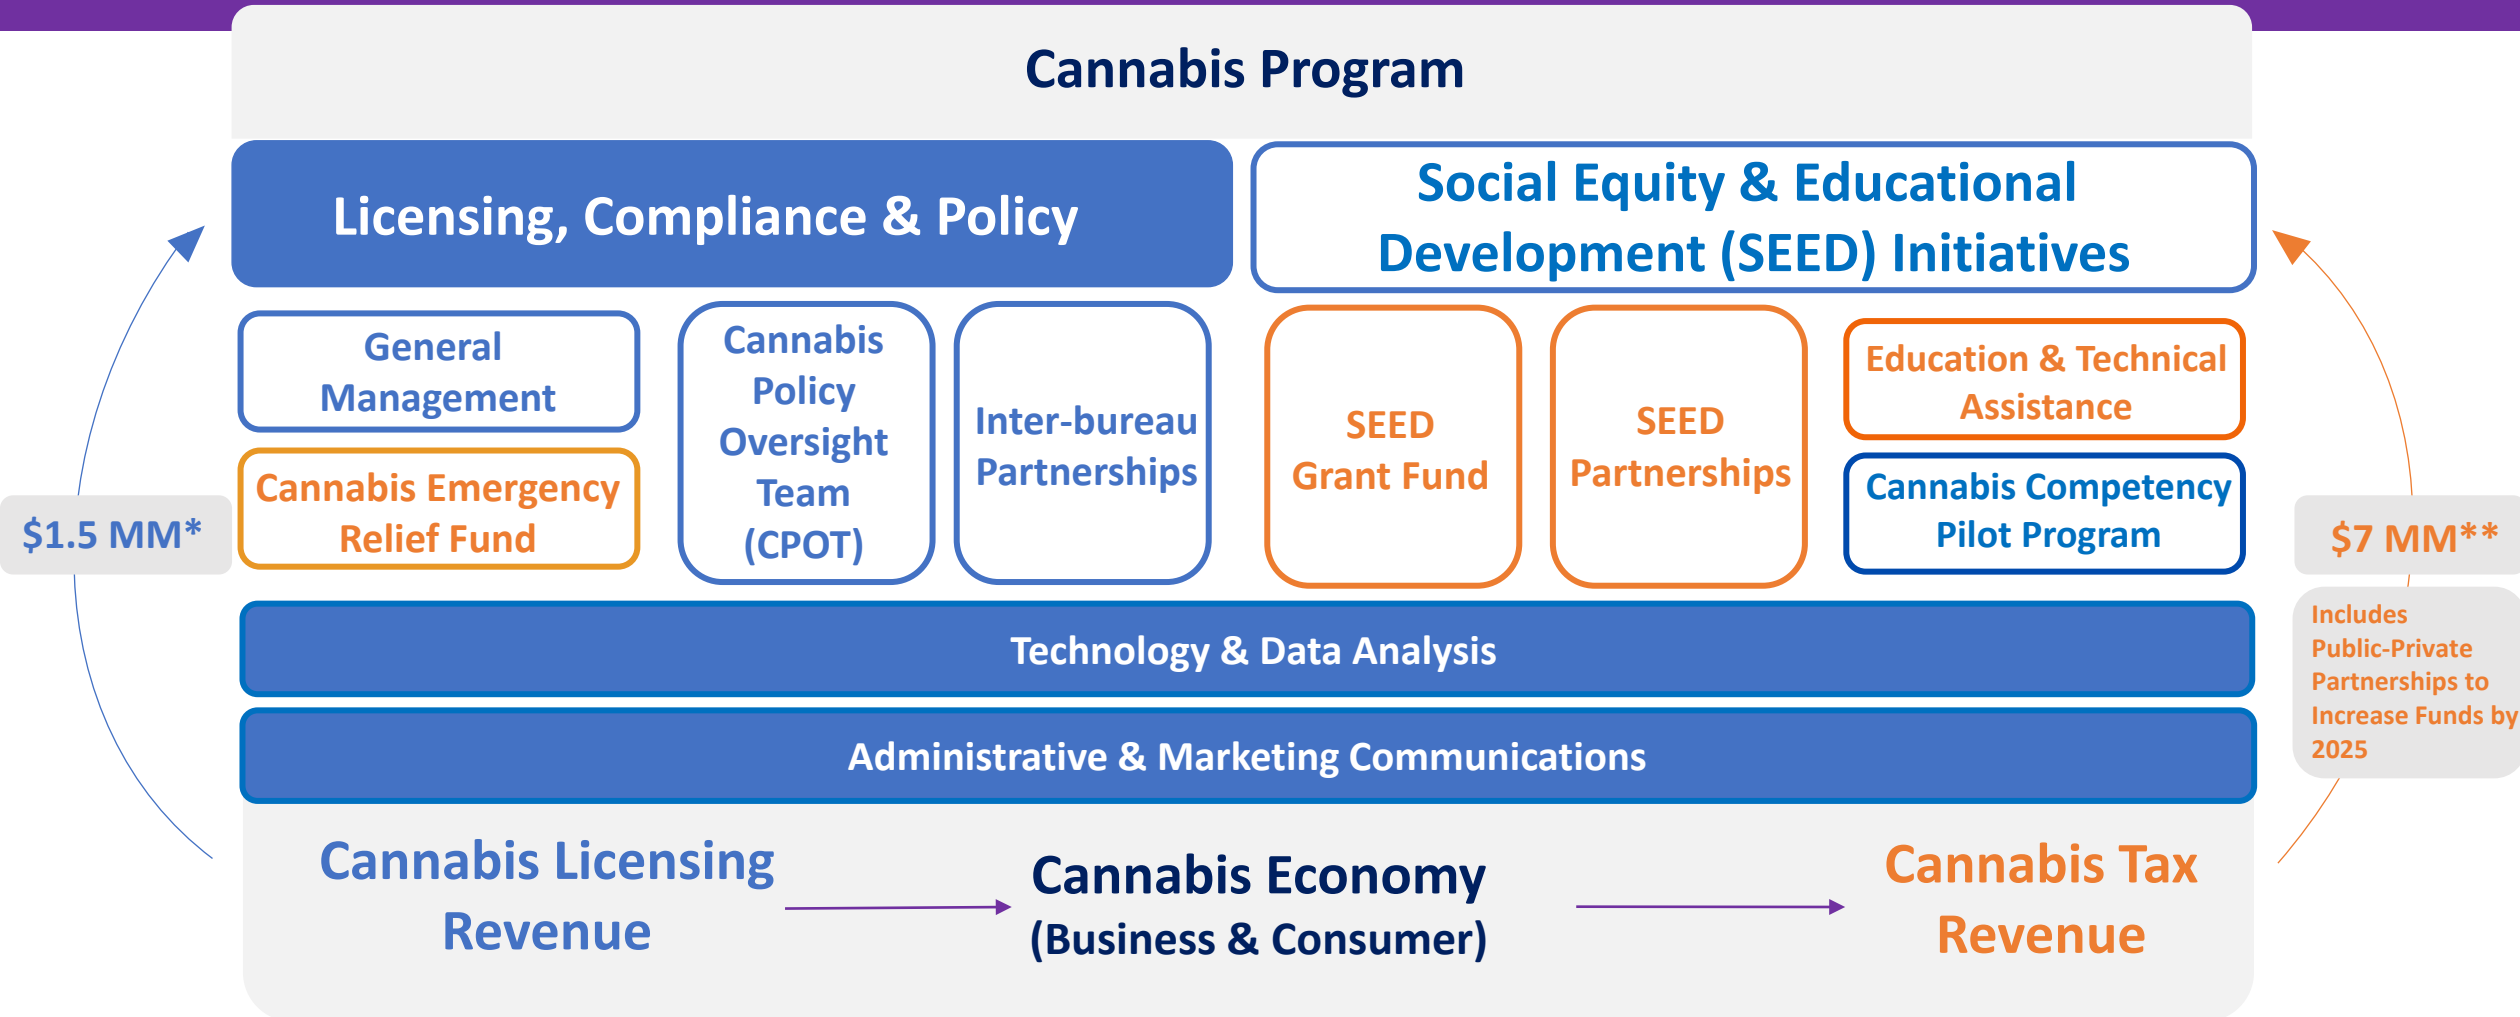 Cannabis Program
Licensing, Compliance & Policy
Social Equity & Educational
Development (SEED) Initiatives
General
Management
Cannabis Emergency
Relief Fund
Cannabis
Policy
Oversight
Team
(CPOT)
Inter-bureau
Partnerships
SEED
Grant Fund
SEED
Partnerships
Education & Technical
Assistance
Cannabis Competency
Pilot Program
$1.5 MM*
$7 MM**
Includes
Public-Private
Partnerships to
Increase Funds by
2025
Technology & Data Analysis
Administrative & Marketing Communications
Cannabis Licensing
Revenue
Cannabis Economy
(Business & Consumer)
Cannabis Tax
Revenue